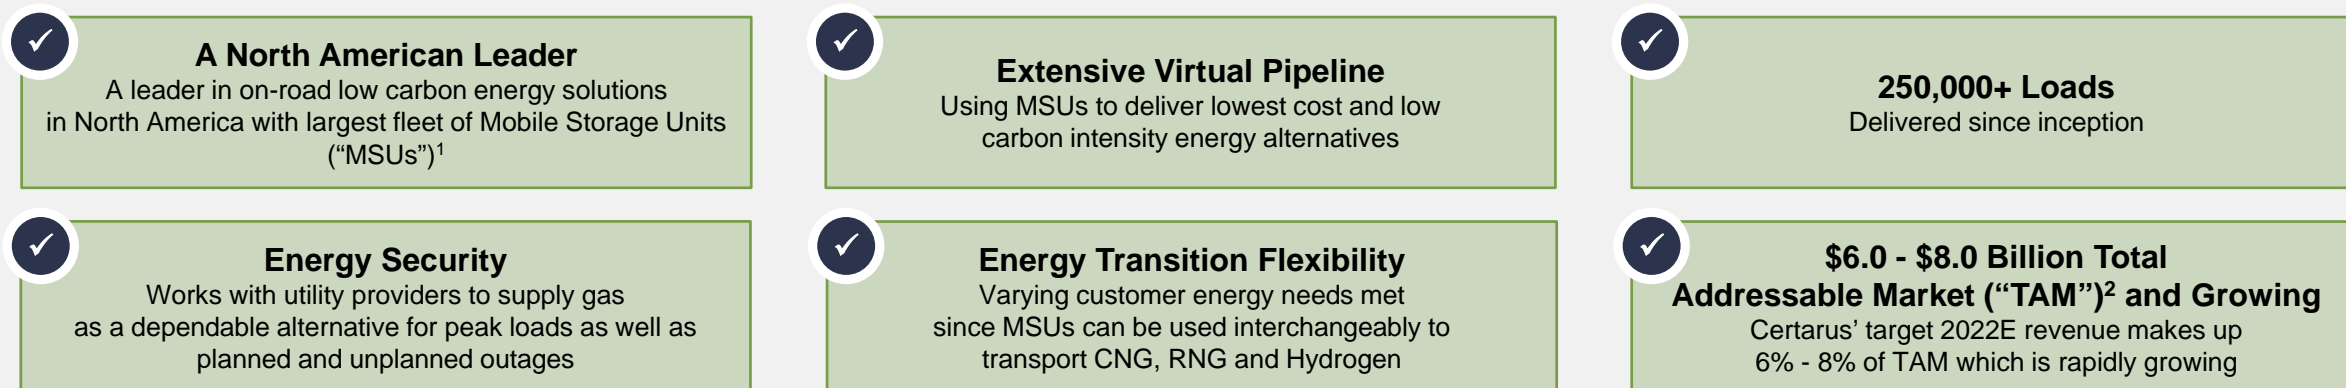 A North American Leader
A leader in on-road low carbon energy solutions
in North America with largest fleet of Mobile Storage Units
(“MSUs”)¹
Extensive Virtual Pipeline
Using MSUs to deliver lowest cost and low
carbon intensity energy alternatives
250,000+ Loads
Delivered since inception
Energy Security
Works with utility providers to supply gas
as a dependable alternative for peak loads as well as
planned and unplanned outages
Energy Transition Flexibility
Varying customer energy needs met
since MSUs can be used interchangeably to
transport CNG, RNG and Hydrogen
$6.0 - $8.0 Billion Total
Addressable Market (“TAM”)² and Growing
Certarus’ target 2022E revenue makes up
6% - 8% of TAM which is rapidly growing